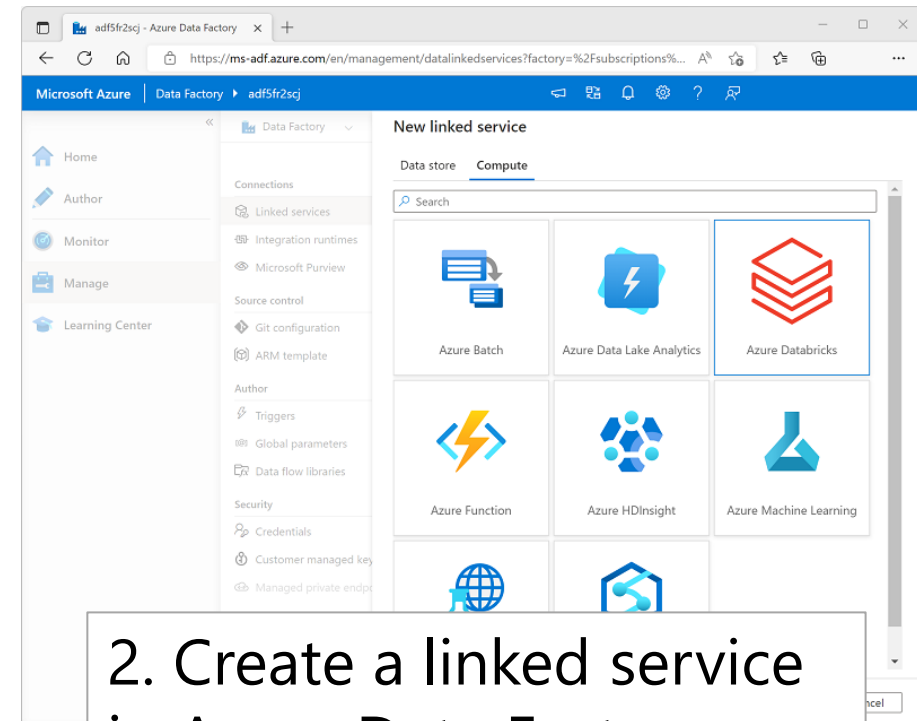 adf5fr2scj - Azure Data Factory
https://ms-adf.azure.com/en/management/datalinkedservices?factory=%2Fsubscriptions%...
Microsoft Azure Data Factory adf5fr2scj
Data Factory
New linked service
Home
Author
Monitor
Manage
Learning Center
Connections
Linked services
Integration runtimes
Microsoft Purview
Source control
Git configuration
ARM template
Author
Triggers
Global parameters
Data flow libraries
Security
Credentials
Customer managed key
Managed private endpo
Data store Compute
Search
Azure Batch
Azure Data Lake Analytics
Azure Databricks
Azure Function
Azure HDInsight
Azure Machine Learning
2. Create a linked service